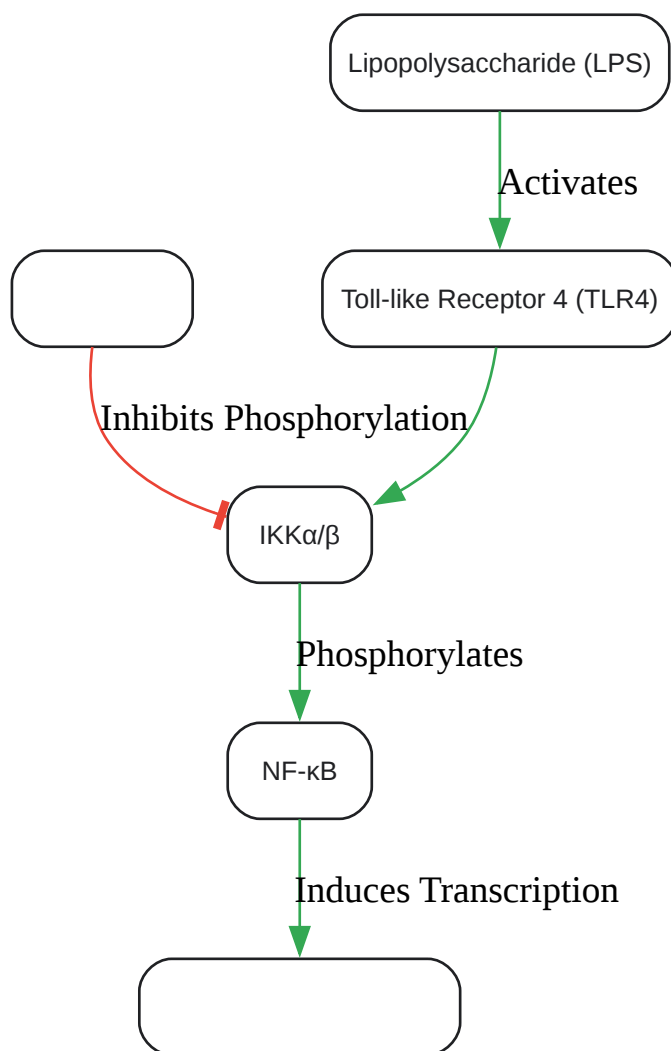 Lipopolysaccharide (LPS)
Activates
Toll-like Receptor 4 (TLR4)
Inhibits Phosphorylation
IKKα/β
Phosphorylates
NF-κB
Induces Transcription